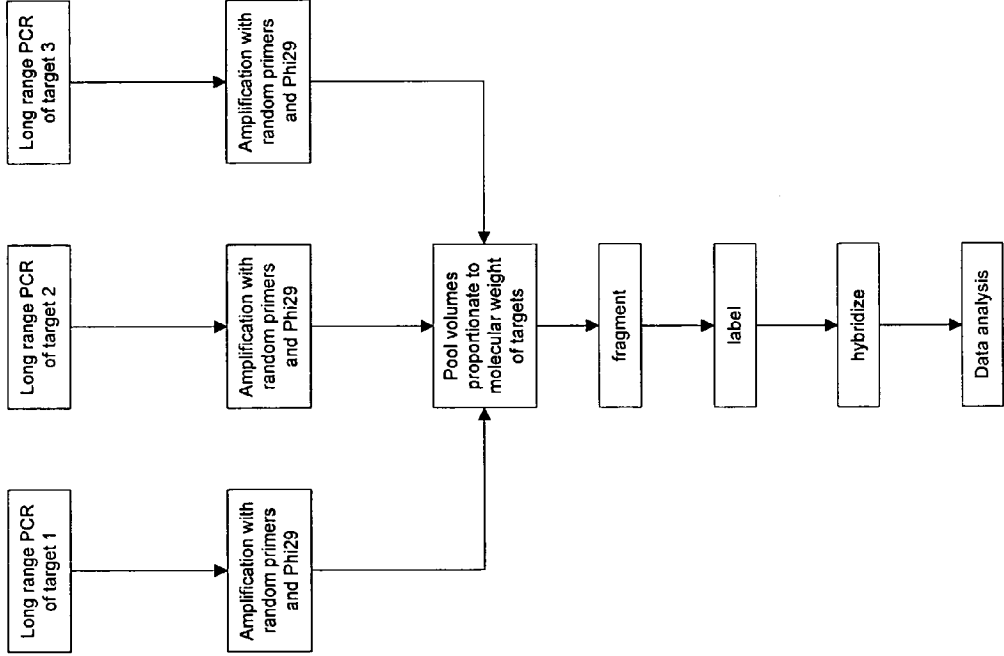 Long range PCR
of target 1
Long range PCR
of target 2
Long range PCR
of target 3
Amplification with
random primers
and Phi29
Amplification with
random primers
and Phi29
Amplification with
random primers
and Phi29
Pool volumes
proportionate to
molecular weight
of targets
fragment
label
hybridize
Data analysis